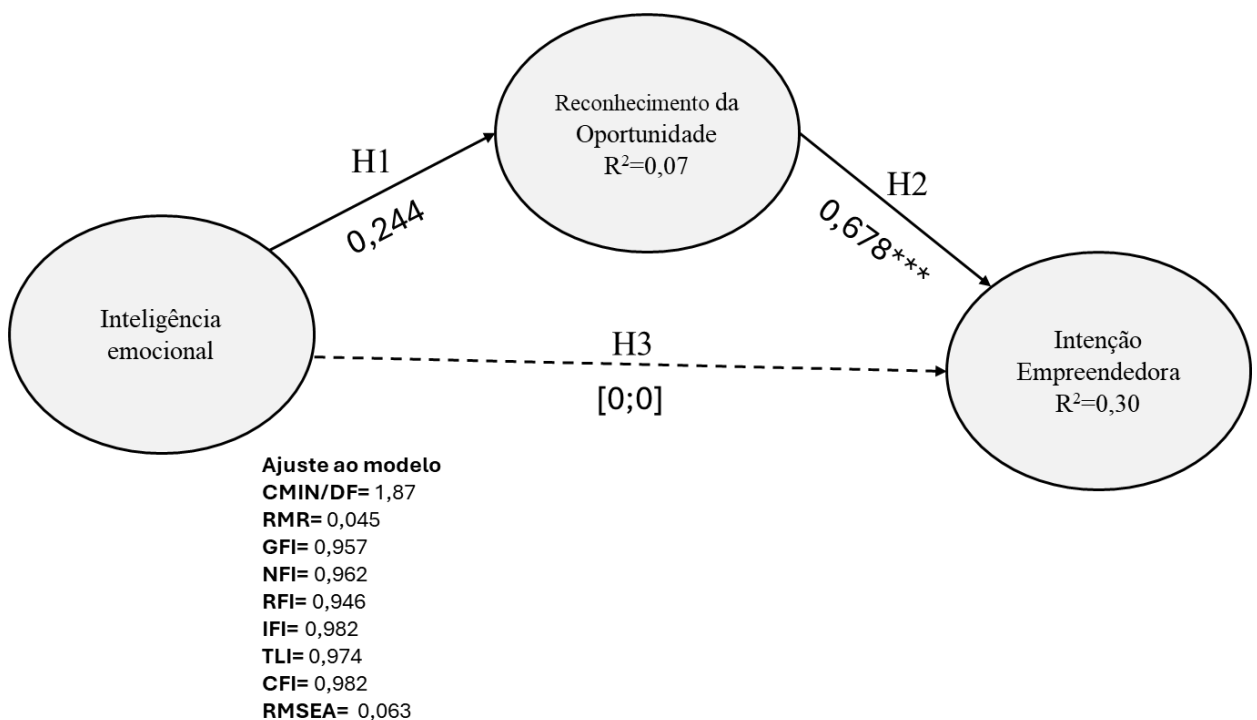 Reconhecimento da
Oportunidade
R²=0,07
H1
0,244
H2
0,678***
Inteligência
emocional
H3
[0;0]
Intenção
Empreendedora
R²=0,30
Ajuste ao modelo
CMIN/DF= 1,87
RMR= 0,045
GFI= 0,957
NFI= 0,962
RFI= 0,946
IFI= 0,982
TLI= 0,974
CFI= 0,982
RMSEA= 0,063